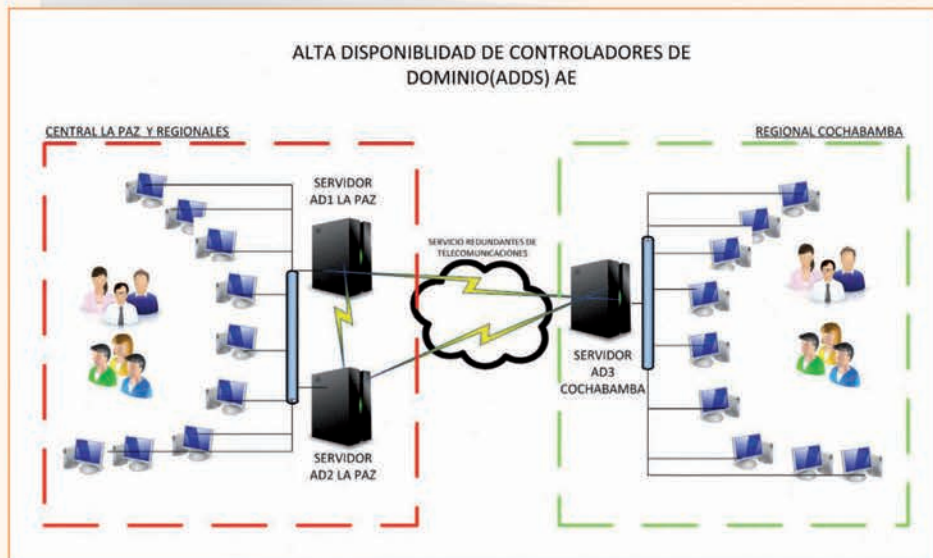 ALTA DISPONIBLIDAD DE CONTROLADORES DE
DOMINIO(ADDS) AE
CENTRAL LA PAZ Y REGIONALES
REGIONAL COCHABAMBA
SERVIDOR
AD1 LA PAZ
SERVICIO REDUNDANTES DE
TELECOMUNICACIONES
SERVIDOR
AD3
COCHABAMBA
SERVIDOR
AD2 LA PAZ